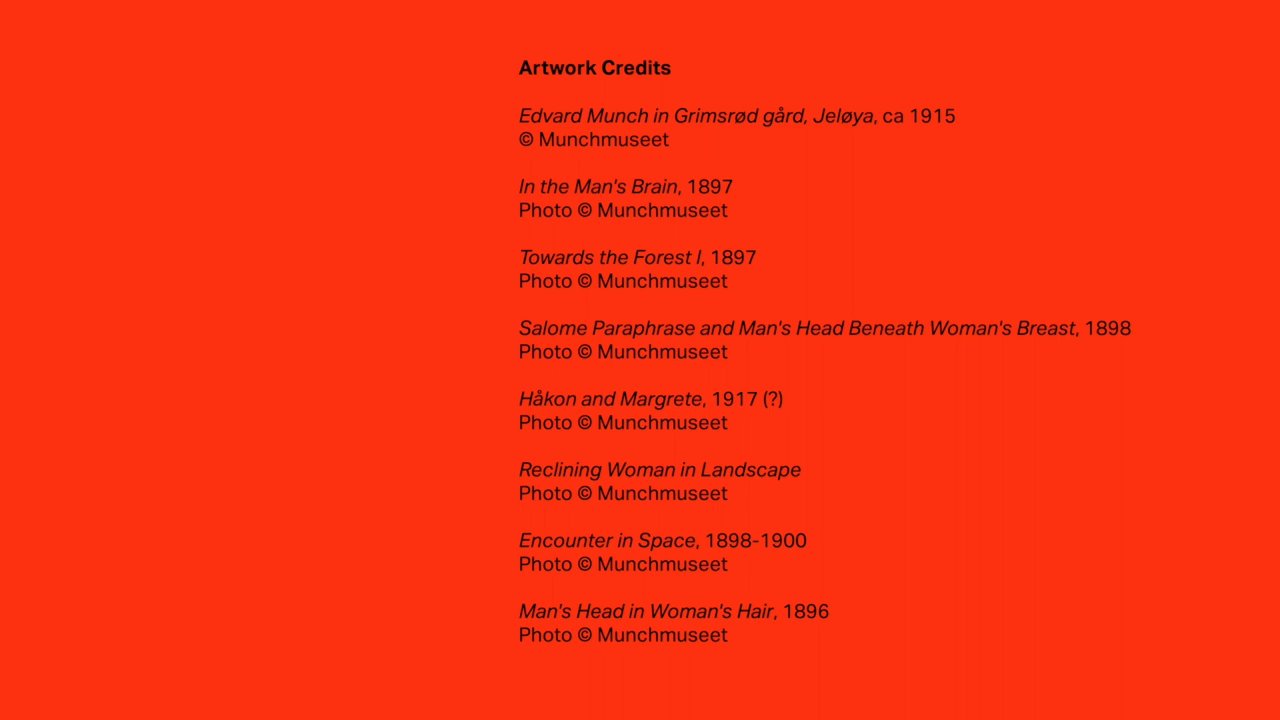 Artwork Credits
Edvard Munch in Grimsrød gård, Jeløya, ca 1915
© Munchmuseet
In the Man's Brain, 1897
Photo © Munchmuseet
Towards the Forest I, 1897
Photo © Munchmuseet
Salome Paraphrase and Man's Head Beneath Woman's Breast, 1898
Photo © Munchmuseet
Håkon and Margrete, 1917 (?)
Photo © Munchmuseet
Reclining Woman in Landscape
Photo © Munchmuseet
Encounter in Space, 1898-1900
Photo © Munchmuseet
Man's Head in Woman's Hair, 1896
Photo © Munchmuseet